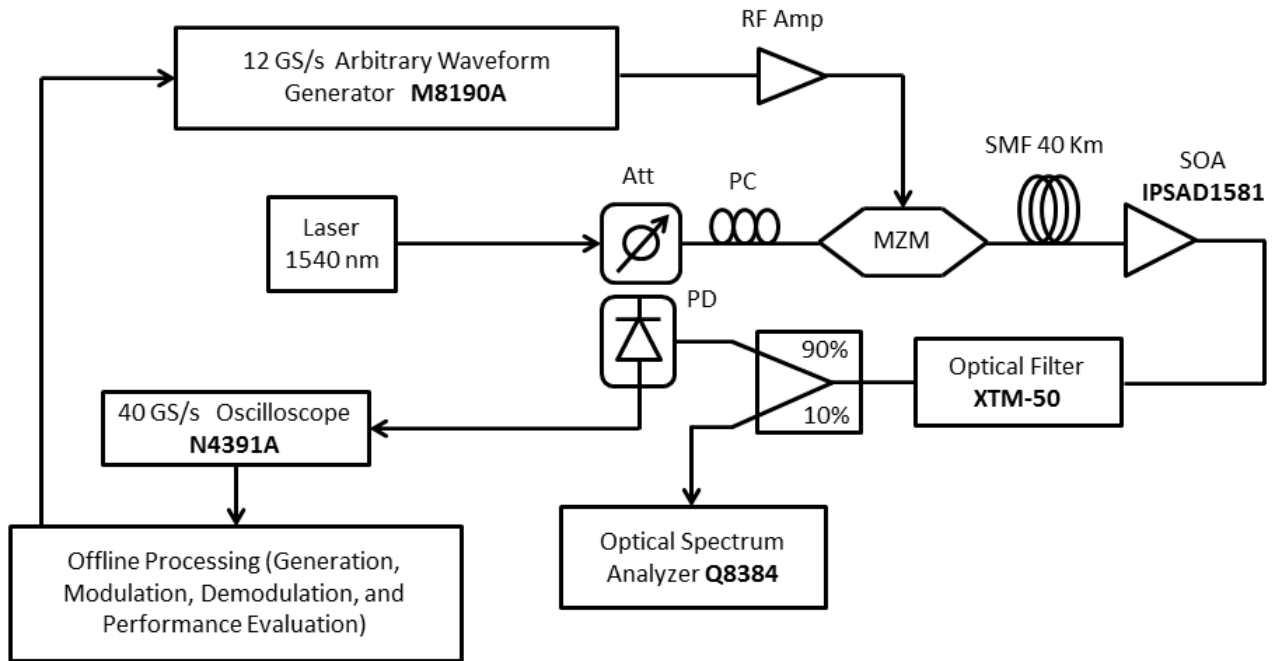 RF Amp
12 GS/s Arbitrary Waveform
Generator M8190A
SMF 40 Km
SOA
IPSAD1581
Att
PC
Laser
1540 nm
MZM
PD
90%
10%
Optical Filter
XTM-50
40 GS/s Oscilloscope
N4391A
Optical Spectrum
Analyzer Q8384
Offline Processing (Generation,
Modulation, Demodulation, and
Performance Evaluation)